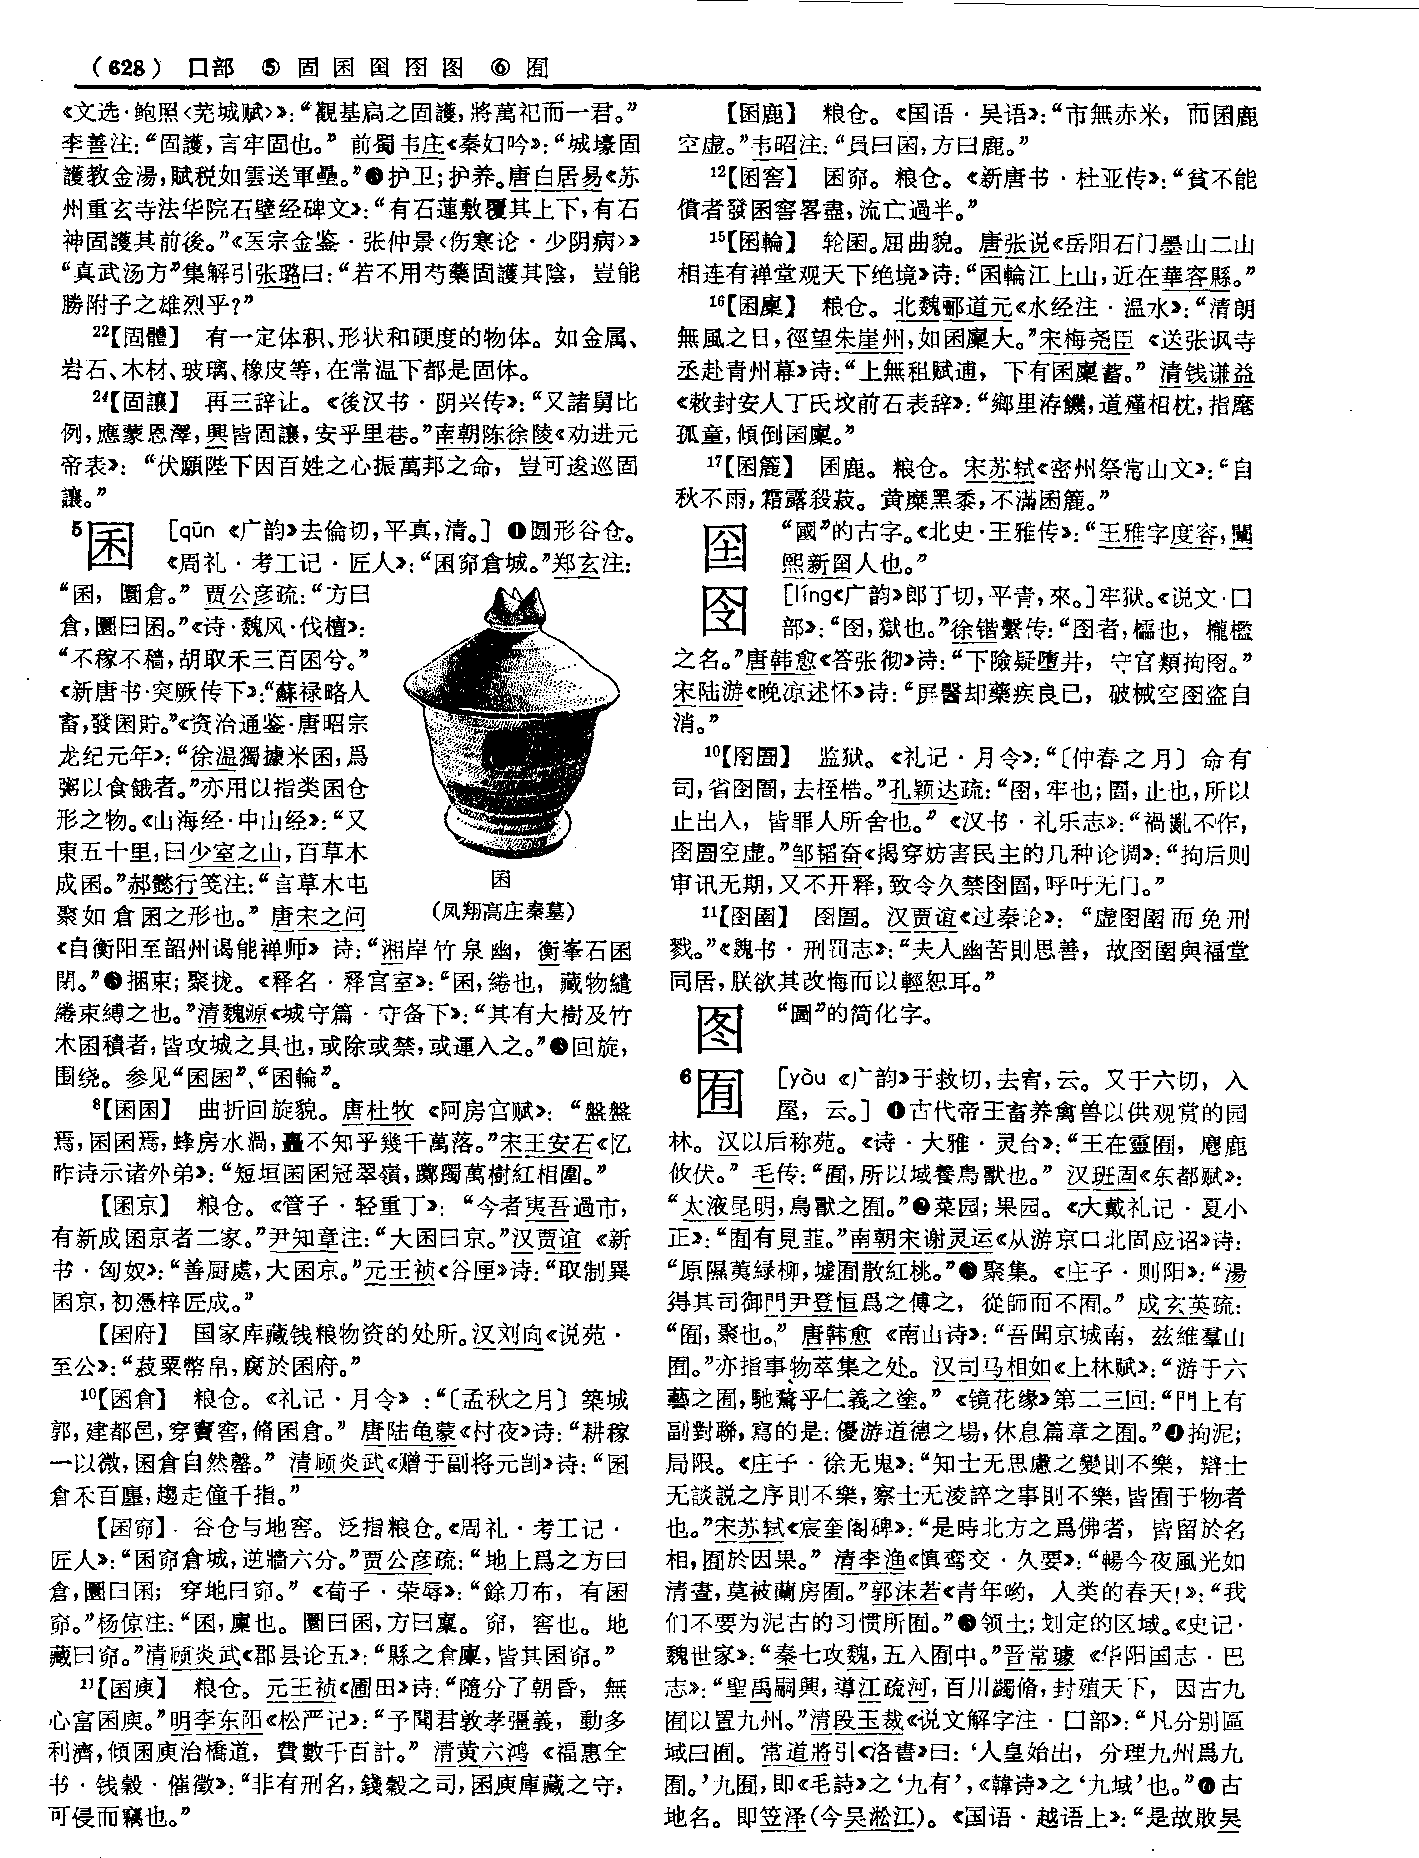 （628） 口部 ⑤ 固 囷 囶 囹 图 ⑥ 囿
《文选·鲍照〈芜城赋〉》：“觀基扃之固護，將萬祀而一君。”
李善注：“固護，言牢固也。” 前蜀韦庄《秦妇吟》：“城壕固
護教金湯，賦税如雲送軍壘。”❸护卫；护养。唐白居易《苏
州重玄寺法华院石壁经碑文》：“有石蓮敷覆其上下，有石
神固護其前後。”《医宗金鉴·张仲景〈伤寒论·少阴病〉》
“真武汤方”集解引张璐曰：“若不用芍藥固護其陰，豈能
勝附子之雄烈乎？”
22【固體】 有一定体积、形状和硬度的物体。如金属、
岩石、木材、玻璃、橡皮等，在常温下都是固体。
24【固讓】 再三辞让。《後汉书·阴兴传》：“又諸舅比
例，應蒙恩澤，興皆固讓，安乎里巷。”南朝陈徐陵《劝进元
帝表》：“伏願陛下因百姓之心振萬邦之命，豈可逡巡固
讓。”
5囷 [qūn 《广韵》去倫切，平真，清。] ❶圆形谷仓。
《周礼·考工记·匠人》：“囷窌倉城。”郑玄注：
“囷，圜倉。” 贾公彦疏：“方曰
倉，圜曰囷。”《诗·魏风·伐檀》：
“不稼不穡，胡取禾三百囷兮。”
《新唐书·突厥传下》：“蘇禄略人
畜，發囷貯。”《资治通鉴·唐昭宗
龙纪元年》：“徐温獨據米囷，爲
粥以食餓者。”亦用以指类囷仓
形之物。《山海经·中山经》：“又
東五十里，曰少室之山，百草木
成囷。”郝懿行笺注：“言草木屯
聚如倉囷之形也。” 唐宋之问
囷
(凤翔高庄秦墓)
《自衡阳至韶州谒能禅师》 诗：“湘岸竹泉幽，衡峯石囷
閉。”❷捆束；聚拢。《释名·释宫室》：“囷，綣也，藏物繾
綣束縛之也。”清魏源《城守篇·守备下》：“其有大樹及竹
木囷積者，皆攻城之具也，或除或禁，或運入之。”❸回旋，
围绕。参见“囷囷”、“囷輪”。
8【囷囷】 曲折回旋貌。唐杜牧《阿房宫赋》：“盤盤
焉，囷囷焉，蜂房水渦，矗不知乎幾千萬落。”宋王安石《忆
昨诗示诸外弟》：“短垣囷囷冠翠嶺，躑躅萬樹紅相圍。”
【囷京】 粮仓。《管子·轻重丁》：“今者夷吾過市，
有新成囷京者二家。”尹知章注：“大囷曰京。”汉贾谊《新
书·匈奴》：“善厨處，大囷京。”元王祯《谷匣》诗：“取制異
囷京，初憑梓匠成。”
【囷府】 国家库藏钱粮物资的处所。汉刘向《说苑·
至公》：“菽粟幣帛，腐於囷府。”
10【囷倉】 粮仓。《礼记·月令》：“〔孟秋之月〕築城
郭，建都邑，穿竇窖，脩囷倉。” 唐陆龟蒙《村夜》诗：“耕稼
一以微，囷倉自然罄。” 清顾炎武《赠于副将元剀》诗：“囷
倉禾百廛，趨走僮千指。”
【囷窌】 谷仓与地窖。泛指粮仓。《周礼·考工记·
匠人》：“囷窌倉城，逆牆六分。”贾公彦疏：“地上爲之方曰
倉，圜曰囷；穿地曰窌。” 《荀子·荣辱》：“餘刀布，有囷
窌。”杨倞注：“囷，廩也。圜曰囷，方曰廩。窌，窖也。地
藏曰窌。”清顾炎武《郡县论五》：“縣之倉廩，皆其囷窌。”
11【囷庾】 粮仓。元王祯《圃田》诗：“隨分了朝昏，無
心富囷庾。”明李东阳《松严记》：“予聞君敦孝彊義，動多
利濟，傾囷庾治橋道，費數千百計。” 清黄六鸿《福惠全
书·钱穀·催徵》：“非有刑名，錢穀之司，囷庾庫藏之守，
可侵而竊也。”
【囷鹿】 粮仓。《国语·吴语》：“市無赤米，而囷鹿
空虚。”韦昭注：“員曰囷，方曰鹿。”
12【囷窖】 囷窌。粮仓。《新唐书·杜亚传》：“貧不能
償者發囷窖畧盡，流亡過半。”
15【囷輪】 轮囷。屈曲貌。唐张说《岳阳石门墨山二山
相连有禅堂观天下绝境》诗：“囷輪江上山，近在華容縣。”
16【囷廩】 粮仓。北魏郦道元《水经注·温水》：“清朗
無風之日，徑望朱崖州，如囷廩大。”宋梅尧臣《送张讽寺
丞赴青州幕》诗：“上無租赋逋，下有囷廩蓄。” 清钱谦益
《敕封安人丁氏坟前石表辞》：“鄉里洊饑，道殣相枕，指麾
孤童，傾倒囷廩。”
17【囷簏】 囷鹿。粮仓。宋苏轼《密州祭常山文》：“自
秋不雨，霜露殺菽。黄糜黑黍，不滿囷簏。”
囶 “國”的古字。《北史·王雅传》：“王雅字度容，闡
熙新囶人也。”
囹 [líng《广韵》郎丁切，平青，來。]牢狱。《说文·囗
部》：“囹，獄也。”徐锴繫传：“囹者，櫺也，櫳檻
之名。”唐韩愈《答张彻》诗：“下險疑墮井，守官類拘囹。”
宋陆游《晚凉述怀》诗：“屏醫却藥疾良已，破械空囹盗自
消。”
10【囹圄】 监狱。《礼记·月令》：“〔仲春之月〕命有
司，省囹圄，去桎梏。”孔颖达疏：“囹，牢也；圄，止也，所以
止出入，皆罪人所舍也。” 《汉书·礼乐志》：“禍亂不作，
囹圄空虚。”邹韬奋《揭穿妨害民主的几种论调》：“拘后则
审讯无期，又不开释，致令久禁囹圄，呼吁无门。”
11【囹圉】 囹圄。汉贾谊《过秦论》：“虚囹圉而免刑
戮。”《魏书·刑罚志》：“夫人幽苦則思善，故囹圉與福堂
同居，朕欲其改悔而以輕恕耳。”
图 “圖”的简化字。
6囿 [yòu 《广韵》于救切，去宥，云。又于六切，入
屋，云。] ❶古代帝王畜养禽兽以供观赏的园
林。汉以后称苑。《诗·大雅·灵台》：“王在靈囿，麀鹿
攸伏。” 毛传：“囿，所以域養鳥獸也。” 汉班固《东都赋》：
“太液昆明，鳥獸之囿。”❷菜园；果园。《大戴礼记·夏小
正》：“囿有見韮。”南朝宋谢灵运《从游京口北固应诏》诗：
“原隰荑緑柳，墟囿散紅桃。”❸聚集。《庄子·则阳》：“湯
得其司御門尹登恒爲之傅之，從師而不囿。” 成玄英疏：
“囿，聚也。” 唐韩愈《南山诗》：“吾聞京城南，兹維羣山
囿。”亦指事物萃集之处。汉司马相如《上林赋》：“游于六
藝之囿，馳騖乎仁義之塗。” 《镜花缘》第二三回：“門上有
副對聯，寫的是：優游道德之場，休息篇章之囿。”❹拘泥；
局限。《庄子·徐无鬼》：“知士无思慮之變則不樂，辯士
无談説之序則不樂，察士无淩誶之事則不樂，皆囿于物者
也。”宋苏轼《宸奎阁碑》：“是時北方之爲佛者，皆留於名
相，囿於因果。” 清李渔《慎鸾交·久要》：“暢今夜風光如
清晝，莫被蘭房囿。”郭沫若《青年哟，人类的春天！》：“我
们不要为泥古的习惯所囿。”❺领土；划定的区域。《史记·
魏世家》：“秦七攻魏，五入囿中。”晋常璩《华阳国志·巴
志》：“聖禹嗣興，導江疏河，百川蠲脩，封殖天下，因古九
囿以置九州。”清段玉裁《说文解字注·囗部》：“凡分别區
域曰囿。常道將引《洛書》曰：‘人皇始出，分理九州爲九
囿。’九囿，即《毛詩》之‘九有’，《韓诗》之‘九域’也。”❻古
地名。即笠泽(今吴淞江)。《国语·越语上》：“是故敗吴